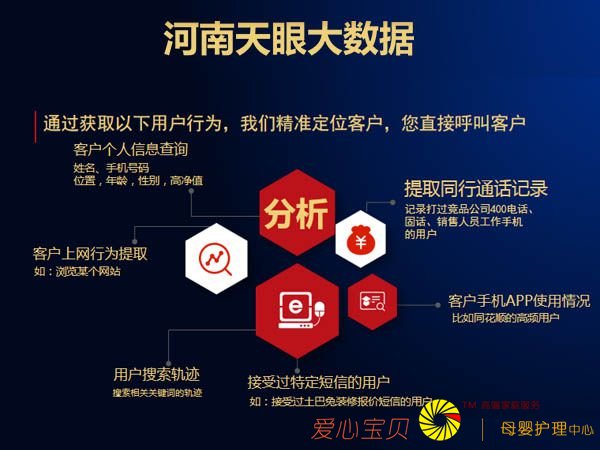 河南天眼大数据
通过获取以下用户行为，我们精准定位客户，您直接呼叫客户
客户个人信息查询
姓名、手机号码
位置，年龄，性别，高净值
分析
提取同行通话记录
记录打过竞品公司400电话、
固话、销售人员工作手机
的用户
客户上网行为提取
如：浏览某个网站
e
客户手机APP使用情况
比如同花顺的高频用户
用户搜索轨迹
搜索相关关键词的轨迹
接受过特定短信的用户
如：接受过土巴兔装修报价短信的用户
TM 高端家庭服务
爱心宝贝
母婴护理中心